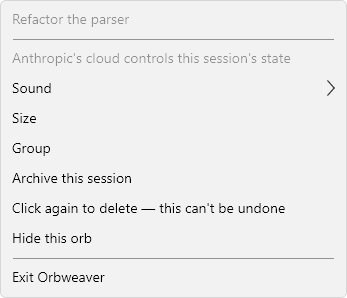 Refactor the parser
Anthropic's cloud controls this session's state
Sound
Size
Group
Archive this session
Click again to delete — this can't be undone
Hide this orb
Exit Orbweaver